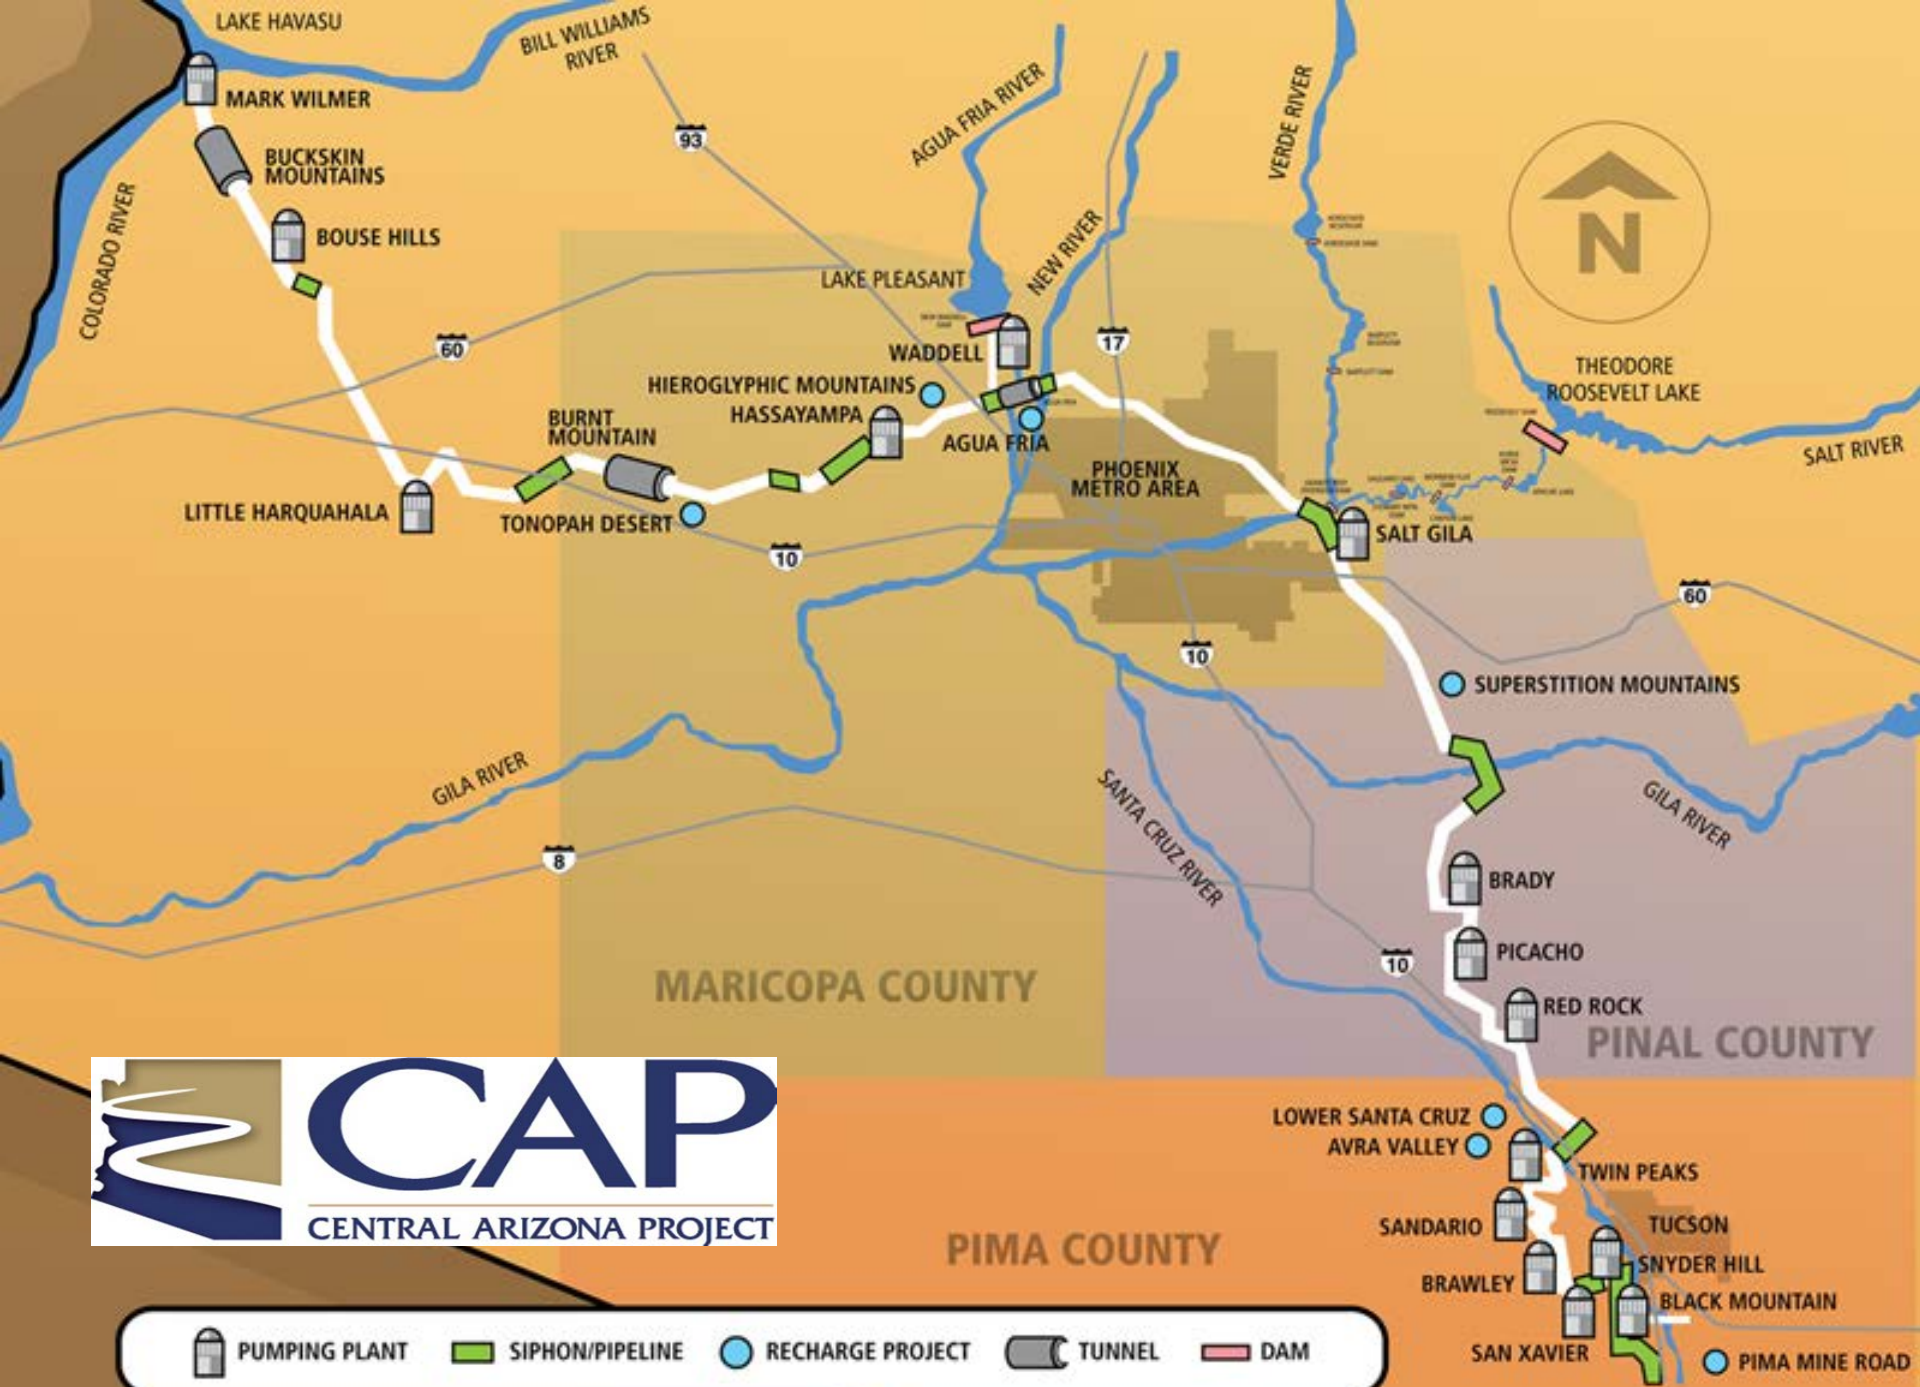 LAKE HAVASU
BILL WILLIAMS
RIVER
MARK WILMER
93
AGUA FRIA RIVER
VERDE RIVER
BUCKSKIN
MOUNTAINS
COLORADO RIVER
BOUSE HILLS
N
NEW RIVER
LAKE PLEASANT
60
WADDELL
17
THEODORE
ROOSEVELT LAKE
HIEROGLYPHIC MOUNTAINS
HASSAYAMPA
BURNT
MOUNTAIN
AGUA FRIA
SALT RIVER
PHOENIX
METRO AREA
LITTLE HARQUAHALA
TONOPAH DESERT
SALT GILA
10
60
10
SUPERSTITION MOUNTAINS
GILA RIVER
SANTA CRUZ RIVER
GILA RIVER
8
BRADY
PICACHO
10
MARICOPA COUNTY
RED ROCK
PINAL COUNTY
CAP
CENTRAL ARIZONA PROJECT
LOWER SANTA CRUZ
AVRA VALLEY
TWIN PEAKS
SANDARIO
TUCSON
PIMA COUNTY
SNYDER HILL
BRAWLEY
BLACK MOUNTAIN
SAN XAVIER
PIMA MINE ROAD
PUMPING PLANT
SIPHON/PIPELINE
RECHARGE PROJECT
TUNNEL
DAM